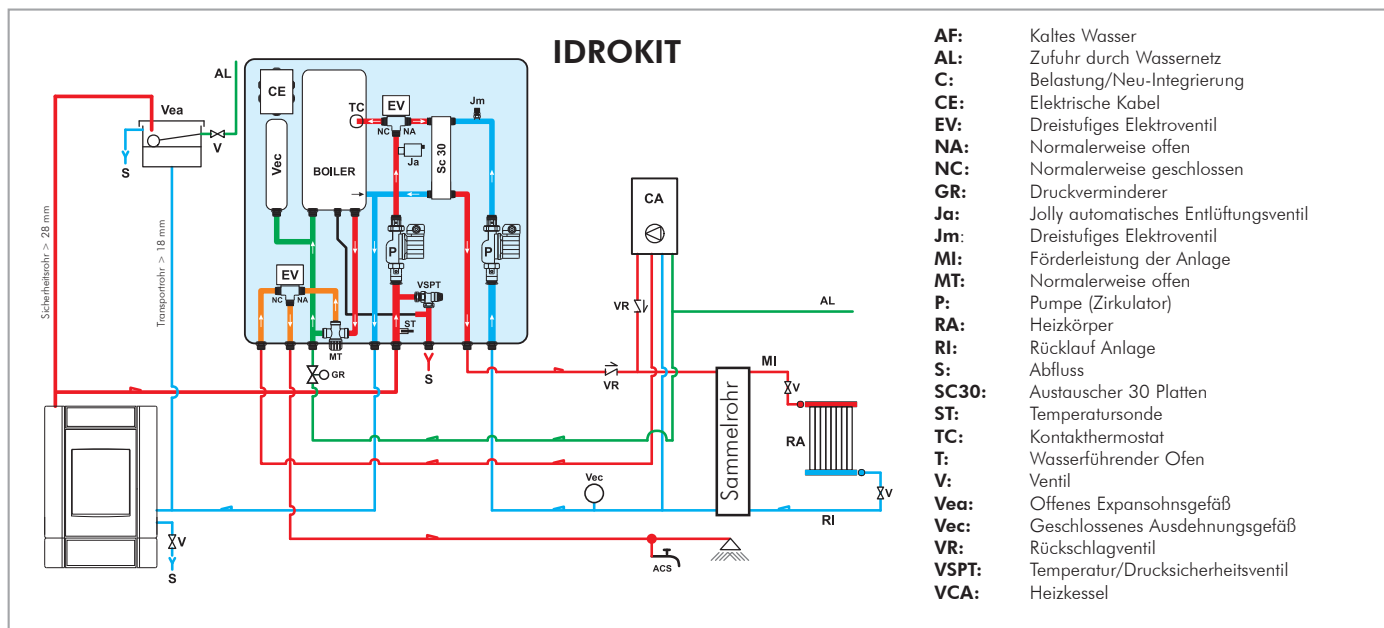 IDROKIT
AL
Vea
V
S
Sicherheitsrohr > 28 mm
Transportrohr > 18 mm
CE
Vec
BOILER
TC
EV
NC
NA
Ja
Sc 30
Jm
P
P
EV
NC
NA
MT
VSPT
ST
S
GR
CA
VR
AL
VR
MI
V
Sammelrohr
RA
V
RI
Vec
V
S
ACS
AF: Kaltes Wasser
AL: Zufuhr durch Wassernetz
C: Belastung/Neu-Integrierung
CE: Elektrische Kabel
EV: Dreistufiges Elektroventil
NA: Normalerweise offen
NC: Normalerweise geschlossen
GR: Druckverminderer
Ja: Jolly automatisches Entlüftungsventil
Jm: Dreistufiges Elektroventil
MI: Förderleistung der Anlage
MT: Normalerweise offen
P: Pumpe (Zirkulator)
RA: Heizkörper
RI: Rücklauf Anlage
S: Abfluss
SC30: Austauscher 30 Platten
ST: Temperatursonde
TC: Kontakthermostat
T: Wasserführender Ofen
V: Ventil
Vea: Offenes Expansohnsgefäß
Vec: Geschlossenes Ausdehnungsgefäß
VR: Rückschlagventil
VSPT: Temperatur/Drucksicherheitsventil
VCA: Heizkessel